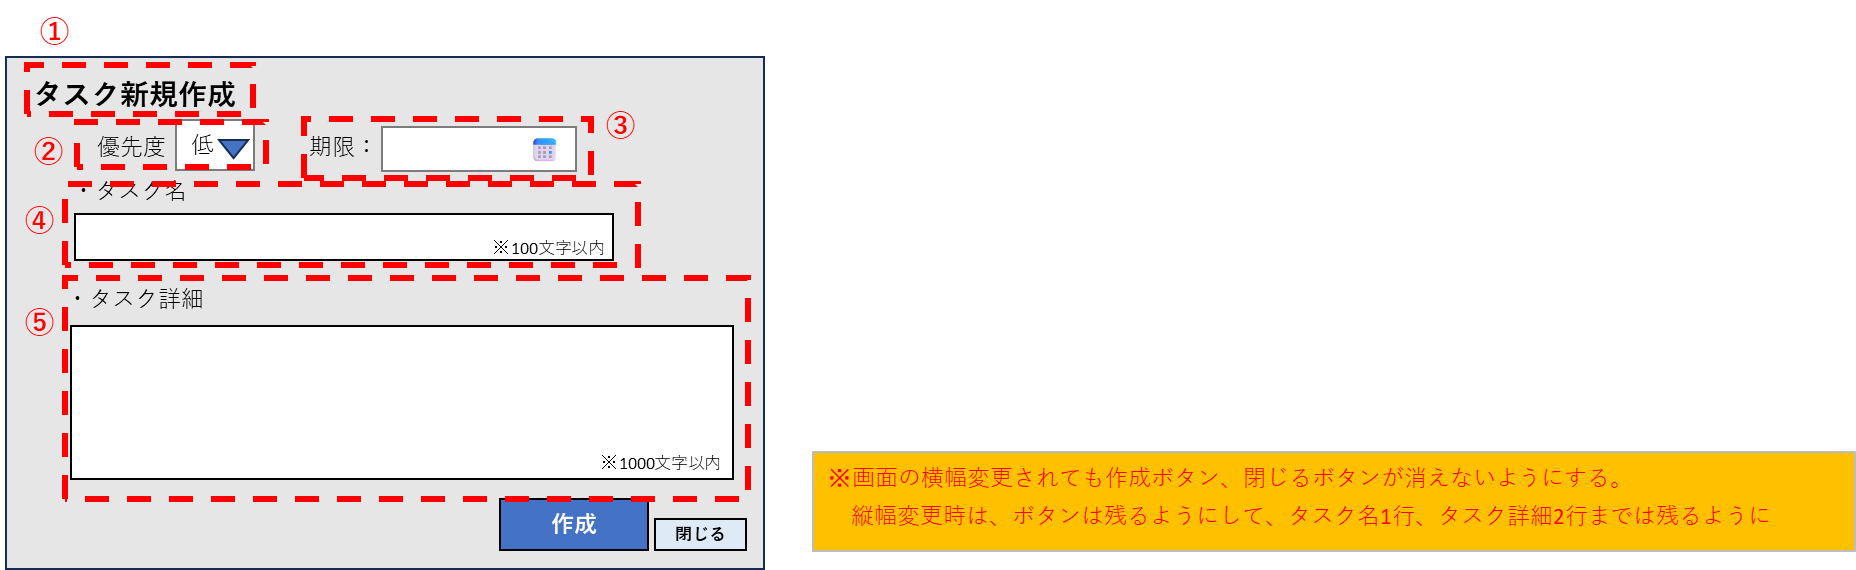 ①
タスク新規作成
② 優先度 低 期限： ③
・タスク名
④
※100文字以内
・タスク詳細
⑤
※1000文字以内
作成 閉じる
※画面の横幅変更されても作成ボタン、閉じるボタンが消えないようにする。
縦幅変更時は、ボタンは残るようにして、タスク名1行、タスク詳細2行までは残るように